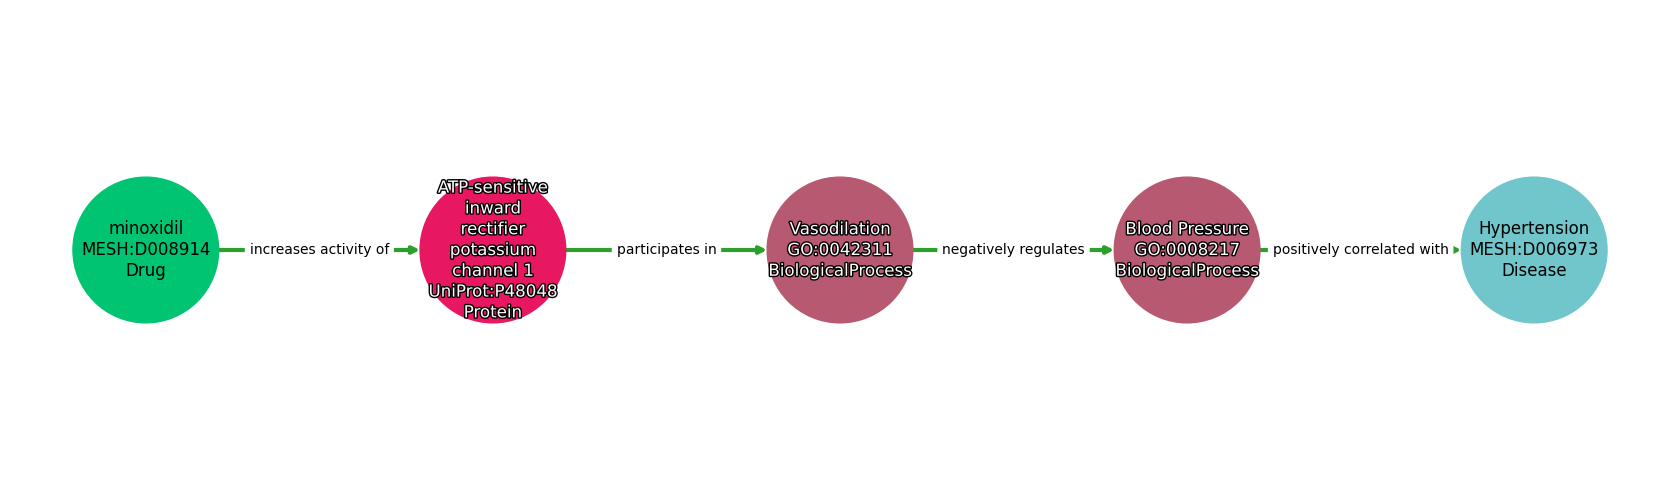 minoxidil
MESH:D008914
Drug
increases activity of
ATP-sensitive
inward
rectifier
potassium
channel 1
UniProt:P48048
Protein
participates in
Vasodilation
GO:0042311
BiologicalProcess
negatively regulates
Blood Pressure
GO:0008217
BiologicalProcess
positively correlated with
Hypertension
MESH:D006973
Disease